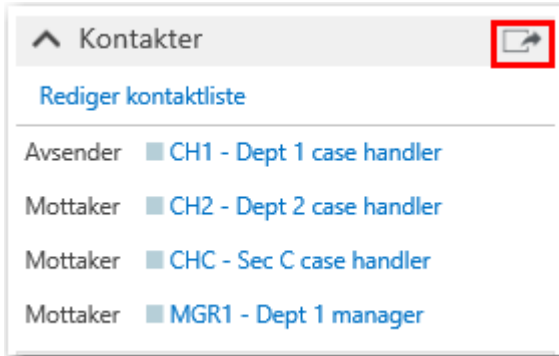 Kontakter
Rediger kontaktliste
Avsender CH1 - Dept 1 case handler
Mottaker CH2 - Dept 2 case handler
Mottaker CHC - Sec C case handler
Mottaker MGR1 - Dept 1 manager